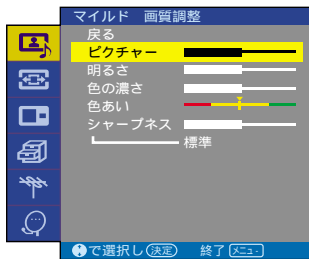 マイルド 画質調整
戻る
ピクチャー
明るさ
色の濃さ
色あい
シャープネス
標準
で選択し 決定 終了 メニュー